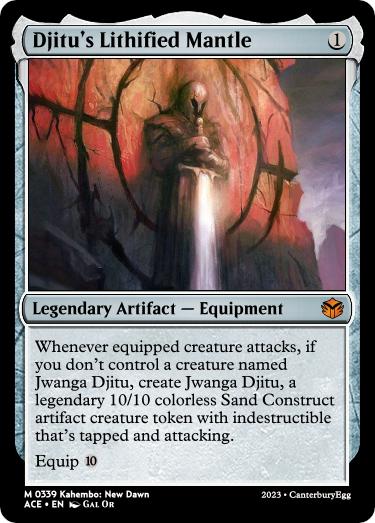 Djitu's Lithified Mantle 1
Legendary Artifact — Equipment
Whenever equipped creature attacks, if
you don't control a creature named
Jwanga Djitu, create Jwanga Djitu, a
legendary 10/10 colorless Sand Construct
artifact creature token with indestructible
that's tapped and attacking.
Equip 10
M 0339 Kahembo: New Dawn
ACE • EN Gal Or
2023 • CanterburyEgg